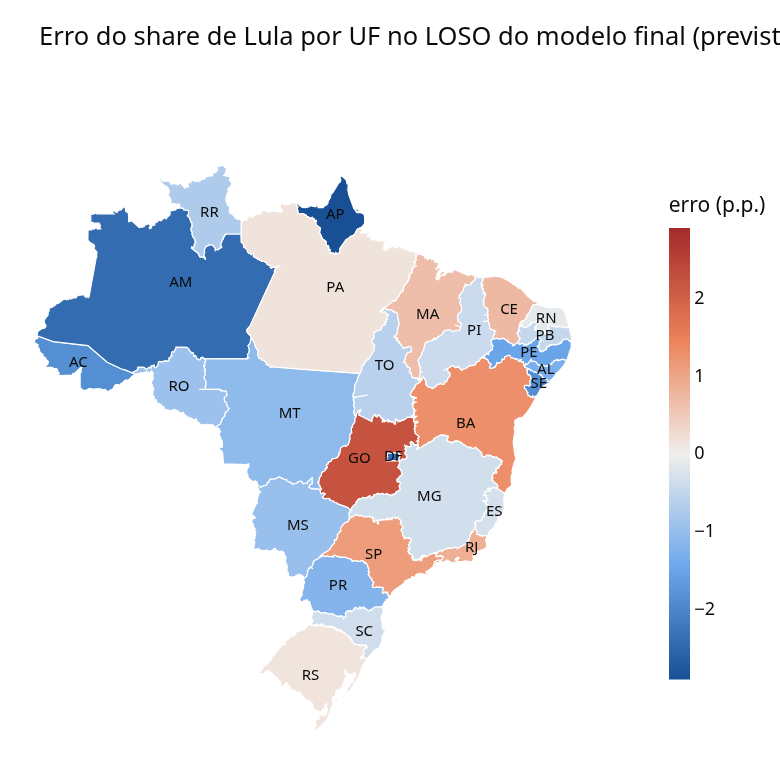 Erro do share de Lula por UF no LOSO do modelo final (previst
erro (p.p.)
RR
AP
AM
PA
MA
CE
RN
PI
PB
PE
AC
TO
AL
SE
RO
MT
BA
GO
DF
MG
ES
MS
RJ
SP
PR
SC
RS
2
1
0
−1
−2